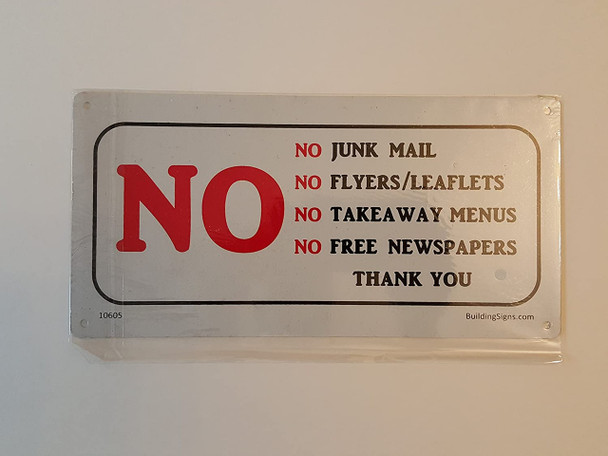 NO
NO JUNK MAIL
NO FLYERS/LEAFLETS
NO TAKEAWAY MENUS
NO FREE NEWSPAPERS
THANK YOU
10605
BuildingSigns.com